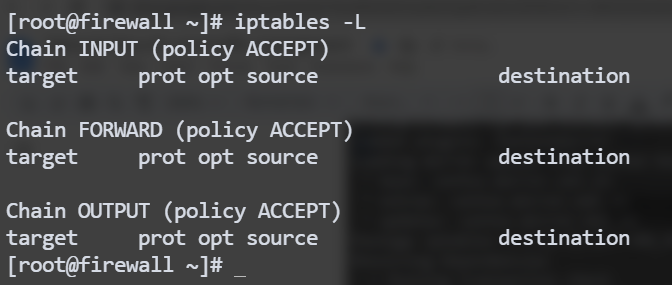 [root@firewall ~]# iptables -L
Chain INPUT (policy ACCEPT)
target     prot opt source               destination

Chain FORWARD (policy ACCEPT)
target     prot opt source               destination

Chain OUTPUT (policy ACCEPT)
target     prot opt source               destination
[root@firewall ~]# _